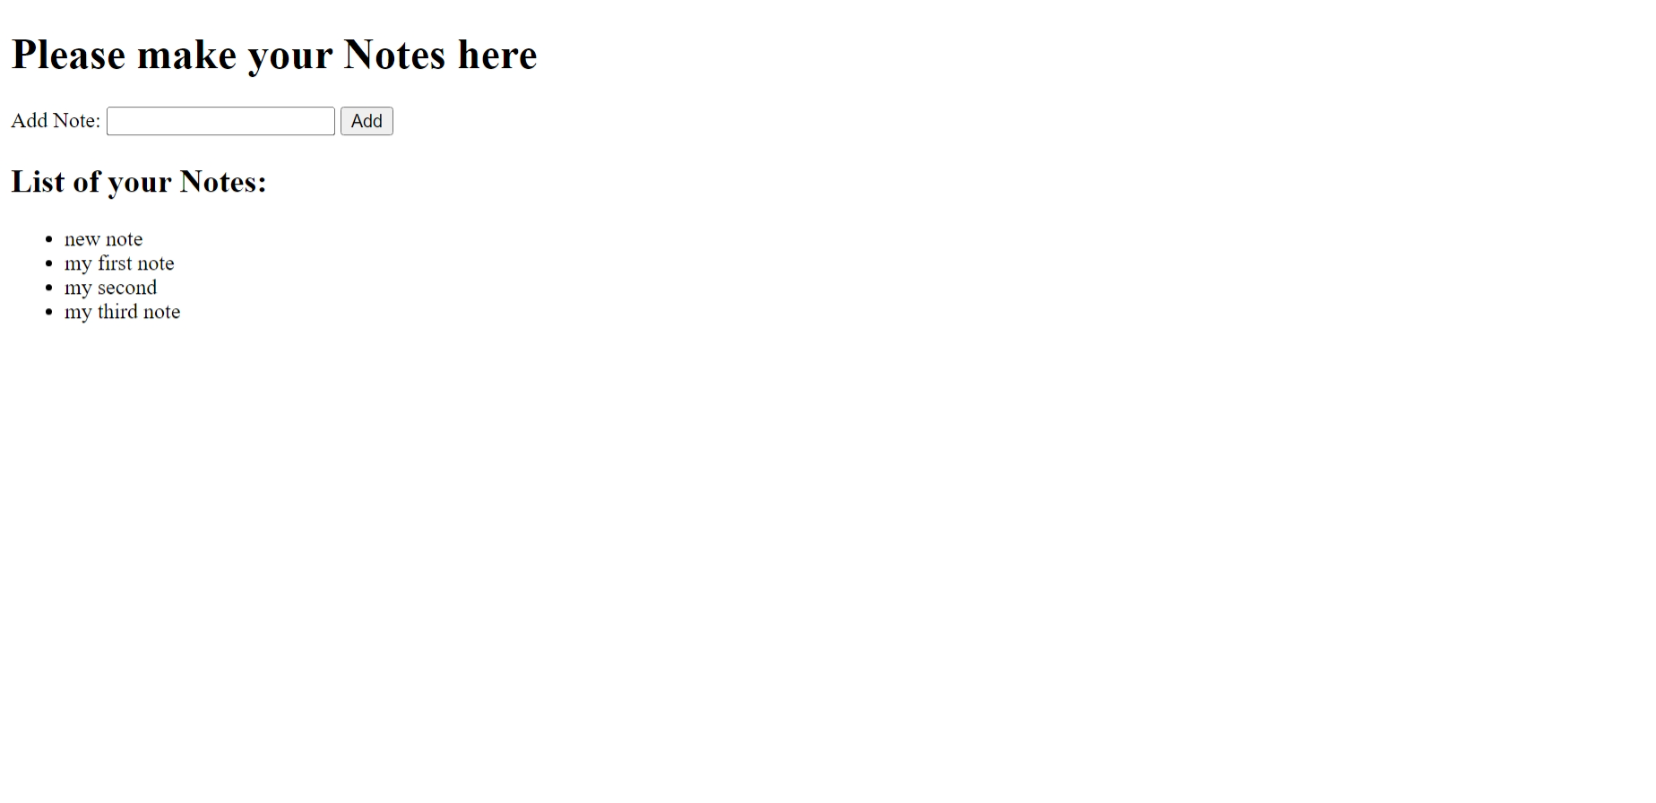 Please make your Notes here
Add Note: Add
List of your Notes:
new note
my first note
my second
my third note